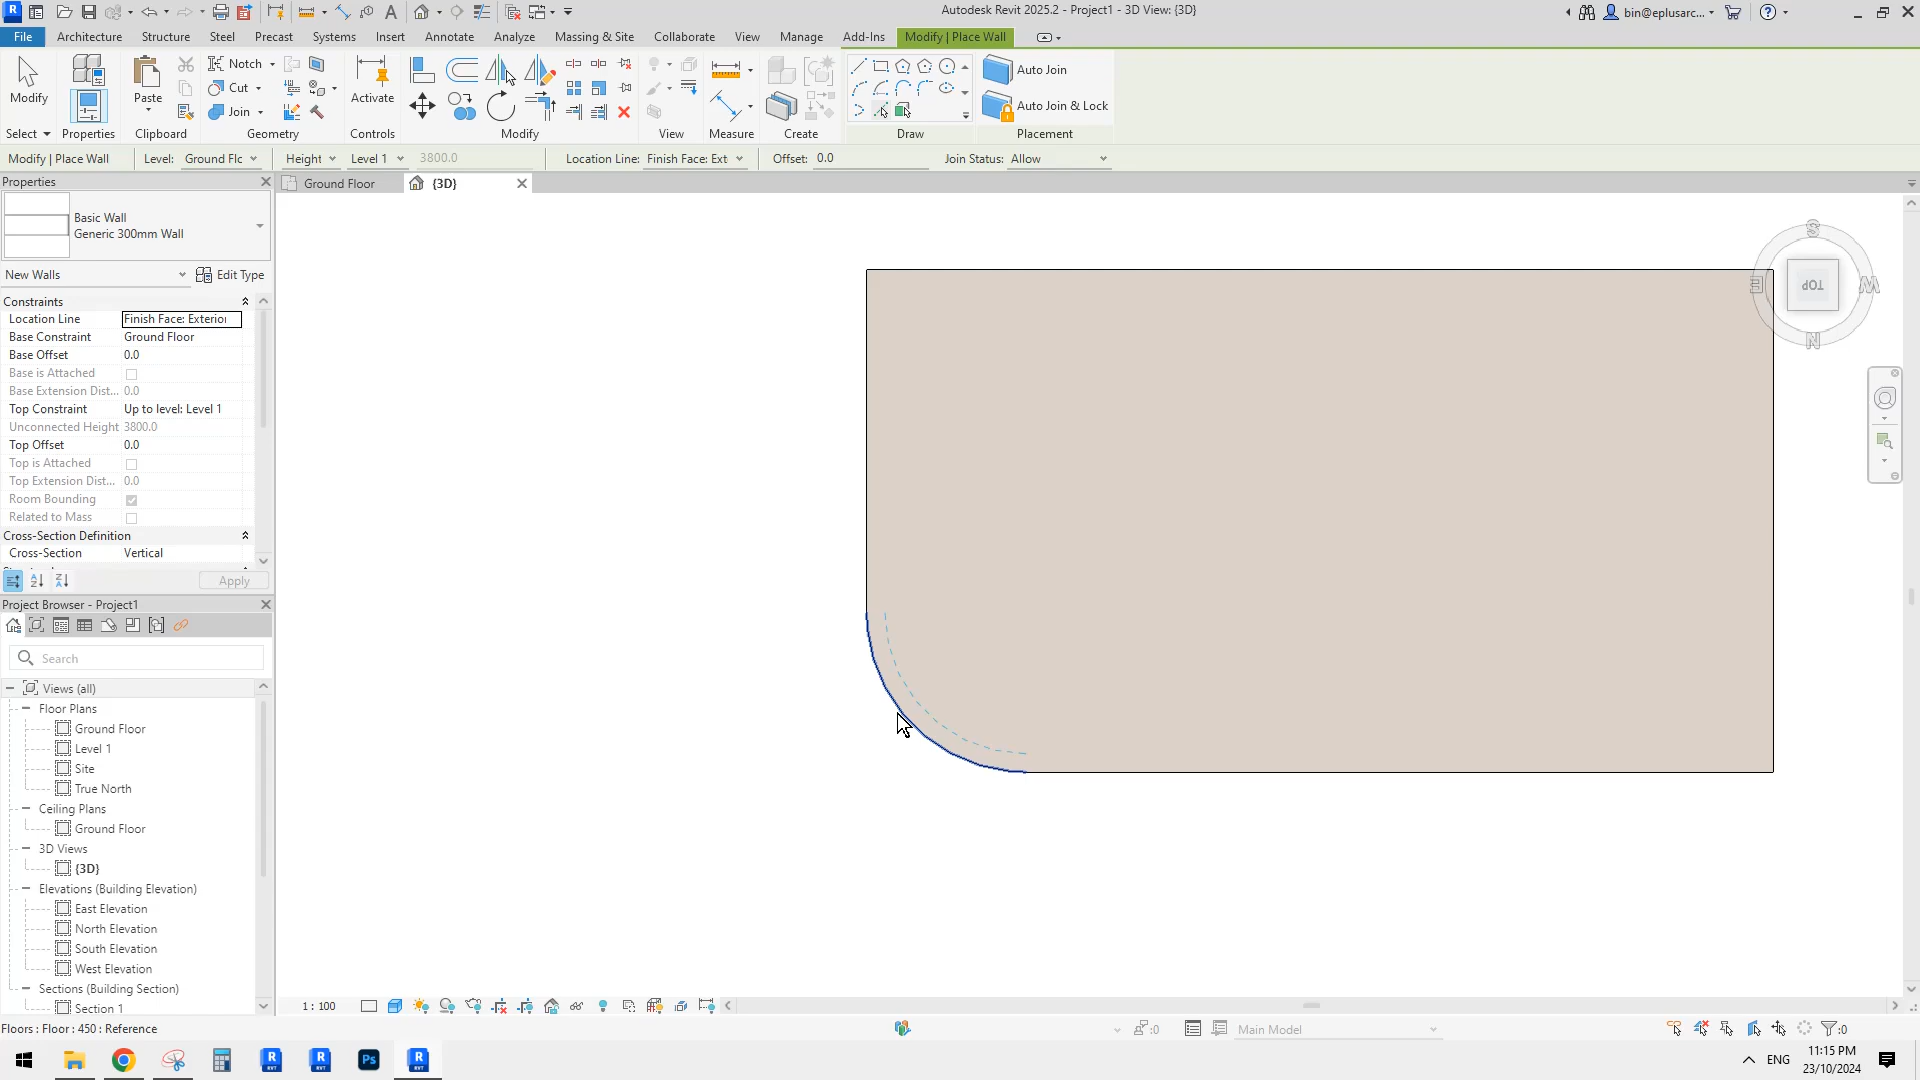 Autodesk Revit 2025.2 - Project1 - 3D View: {3D}
bin@eplusarc...
File Architecture Structure Steel Precast Systems Insert Annotate Analyze Massing & Site Collaborate View Manage Add-Ins Modify | Place Wall
Modify
Paste
Notch
Cut
Join
Activate
Auto Join
Auto Join & Lock
Select Properties Clipboard Geometry Controls Modify View Measure Create Draw Placement
Modify | Place Wall Level: Ground Flc Height Level 1 3800.0 Location Line: Finish Face: Ext Offset: 0.0 Join Status: Allow
Properties
Ground Floor
{3D}
Basic Wall
Generic 300mm Wall
New Walls
Edit Type
Constraints
Location Line Finish Face: Exterior
Base Constraint Ground Floor
Base Offset 0.0
Base is Attached
Base Extension Dist... 0.0
Top Constraint Up to level: Level 1
Unconnected Height 3800.0
Top Offset 0.0
Top is Attached
Top Extension Dist... 0.0
Room Bounding
Related to Mass
Cross-Section Definition
Cross-Section Vertical
Apply
S
E
TOP
W
N
Project Browser - Project1
Search
Views (all)
Floor Plans
Ground Floor
Level 1
Site
True North
Ceiling Plans
Ground Floor
3D Views
{3D}
Elevations (Building Elevation)
East Elevation
North Elevation
South Elevation
West Elevation
Sections (Building Section)
Section 1
1 : 100
Floors : Floor : 450 : Reference
:0
Main Model
:0
Ps
ENG
11:15 PM
23/10/2024